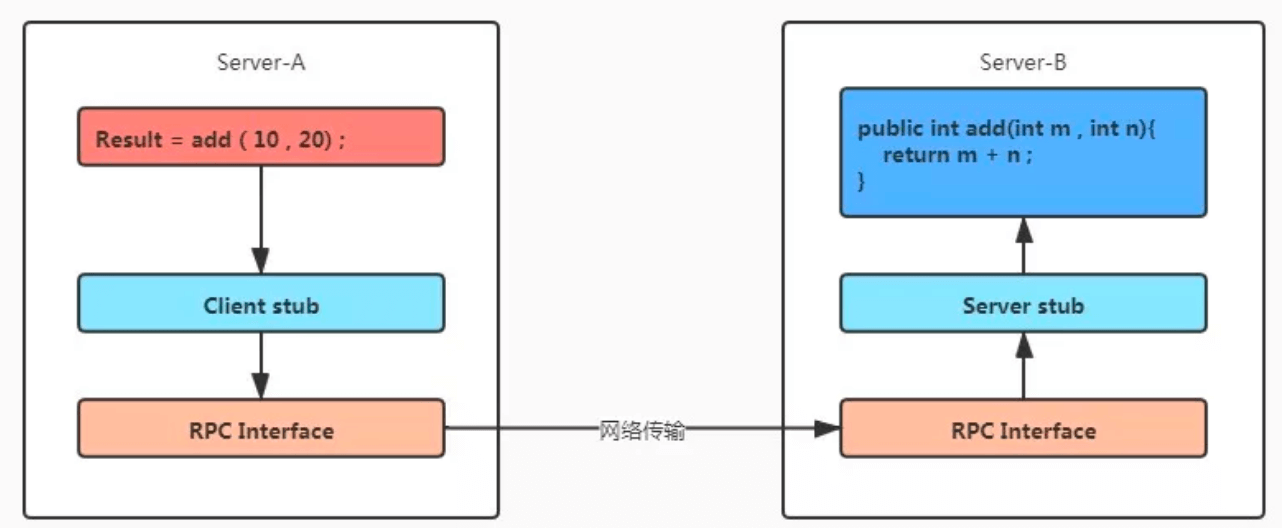 Server-A
Result = add ( 10 , 20) ;
Client stub
RPC Interface
网络传输
Server-B
public int add(int m , int n){
return m + n ;
}
Server stub
RPC Interface